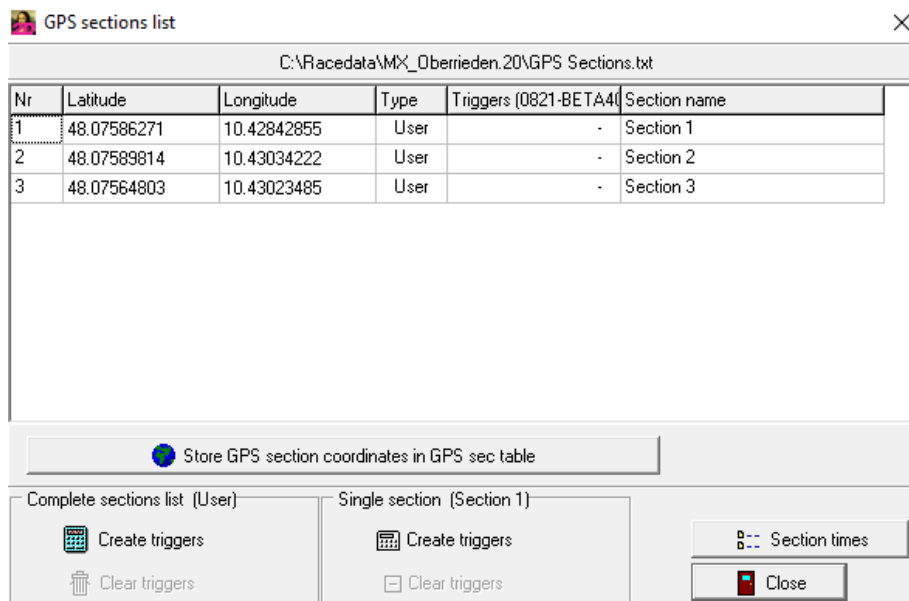 GPS sections list
C:\Racedata\MX_Oberrieden.20\GPS Sections.txt
Nr Latitude Longitude Type Triggers (0821-BETA40 Section name
1 48.07586271 10.42842855 User - Section 1
2 48.07589814 10.43034222 User - Section 2
3 48.07564803 10.43023485 User - Section 3
Store GPS section coordinates in GPS sec table
Complete sections list (User) Single section (Section 1)
Create triggers Create triggers Section times
Clear triggers Clear triggers Close